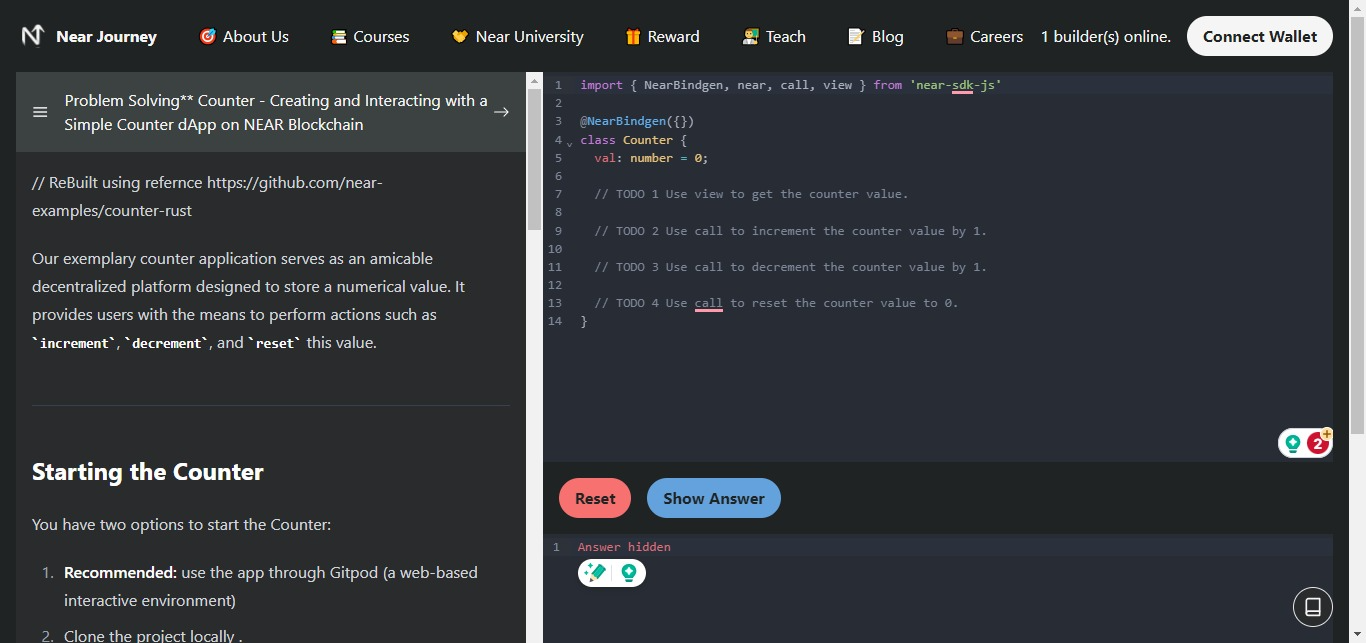 Near Journey
About Us
Courses
Near University
Reward
Teach
Blog
Careers
1 builder(s) online.
Connect Wallet
Problem Solving** Counter - Creating and Interacting with a
Simple Counter dApp on NEAR Blockchain
// ReBuilt using refernce https://github.com/near-
examples/counter-rust
Our exemplary counter application serves as an amicable
decentralized platform designed to store a numerical value. It
provides users with the means to perform actions such as
`increment`, `decrement`, and `reset` this value.
Starting the Counter
You have two options to start the Counter:
1. Recommended: use the app through Gitpod (a web-based
interactive environment)
2. Clone the project locally .
1 import { NearBindgen, near, call, view } from 'near-sdk-js'
2
3 @NearBindgen({})
4 class Counter {
5 val: number = 0;
6
7 // TODO 1 Use view to get the counter value.
8
9 // TODO 2 Use call to increment the counter value by 1.
10
11 // TODO 3 Use call to decrement the counter value by 1.
12
13 // TODO 4 Use call to reset the counter value to 0.
14 }
2
Reset
Show Answer
1 Answer hidden